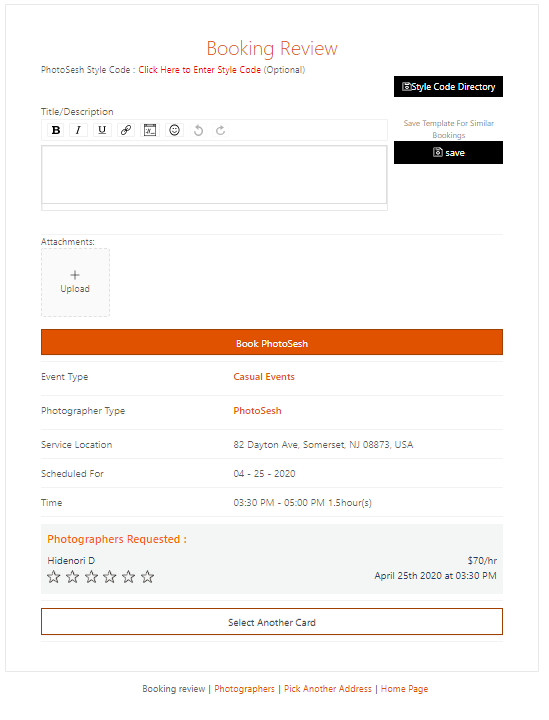 Booking Review
PhotoSesh Style Code : Click Here to Enter Style Code (Optional)
Style Code Directory
Title/Description
B I U
Save Template For Similar
Bookings
save
Attachments:
Upload
Book PhotoSesh
Event Type Casual Events
Photographer Type PhotoSesh
Service Location 82 Dayton Ave, Somerset, NJ 08873, USA
Scheduled For 04 - 25 - 2020
Time 03:30 PM - 05:00 PM 1.5hour(s)
Photographers Requested :
Hidenori D $70/hr
April 25th 2020 at 03:30 PM
Select Another Card
Booking review | Photographers | Pick Another Address | Home Page